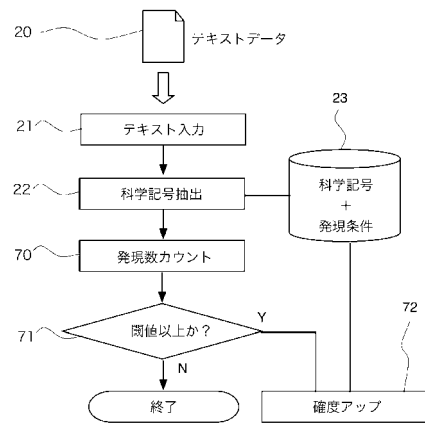 20
テキストデータ
21
テキスト入力
23
22
科学記号抽出
科学記号
+
発現条件
70
発現数カウント
71
閾値以上か?
Y
72
N
終了
確度アップ